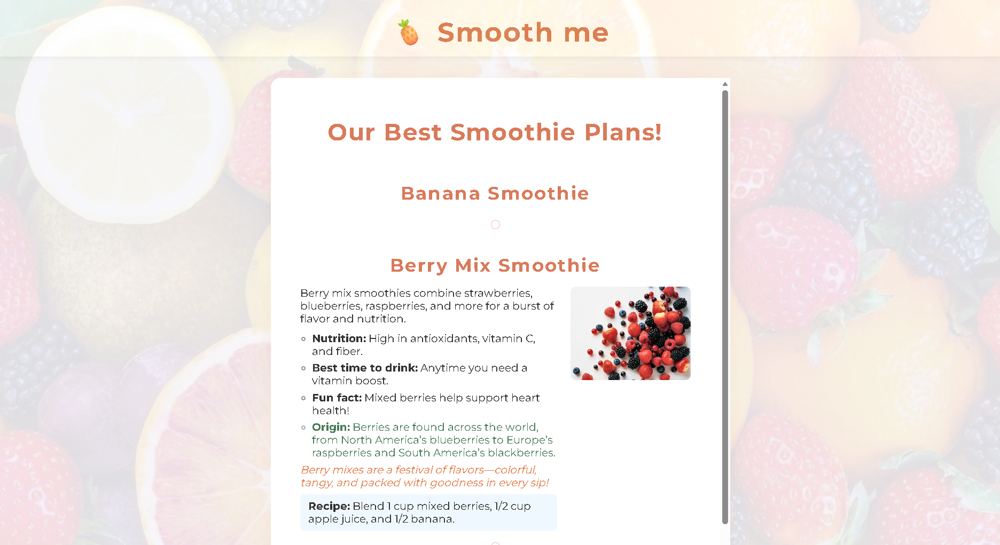 Smooth me
Our Best Smoothie Plans!
Banana Smoothie
Berry Mix Smoothie
Berry mix smoothies combine strawberries,
blueberries, raspberries, and more for a burst of
flavor and nutrition.
Nutrition: High in antioxidants, vitamin C,
and fiber.
Best time to drink: Anytime you need a
vitamin boost.
Fun fact: Mixed berries help support heart
health!
Origin: Berries are found across the world,
from North America’s blueberries to Europe’s
raspberries and South America’s blackberries.
Berry mixes are a festival of flavors—colorful,
tangy, and packed with goodness in every sip!
Recipe: Blend 1 cup mixed berries, 1/2 cup
apple juice, and 1/2 banana.